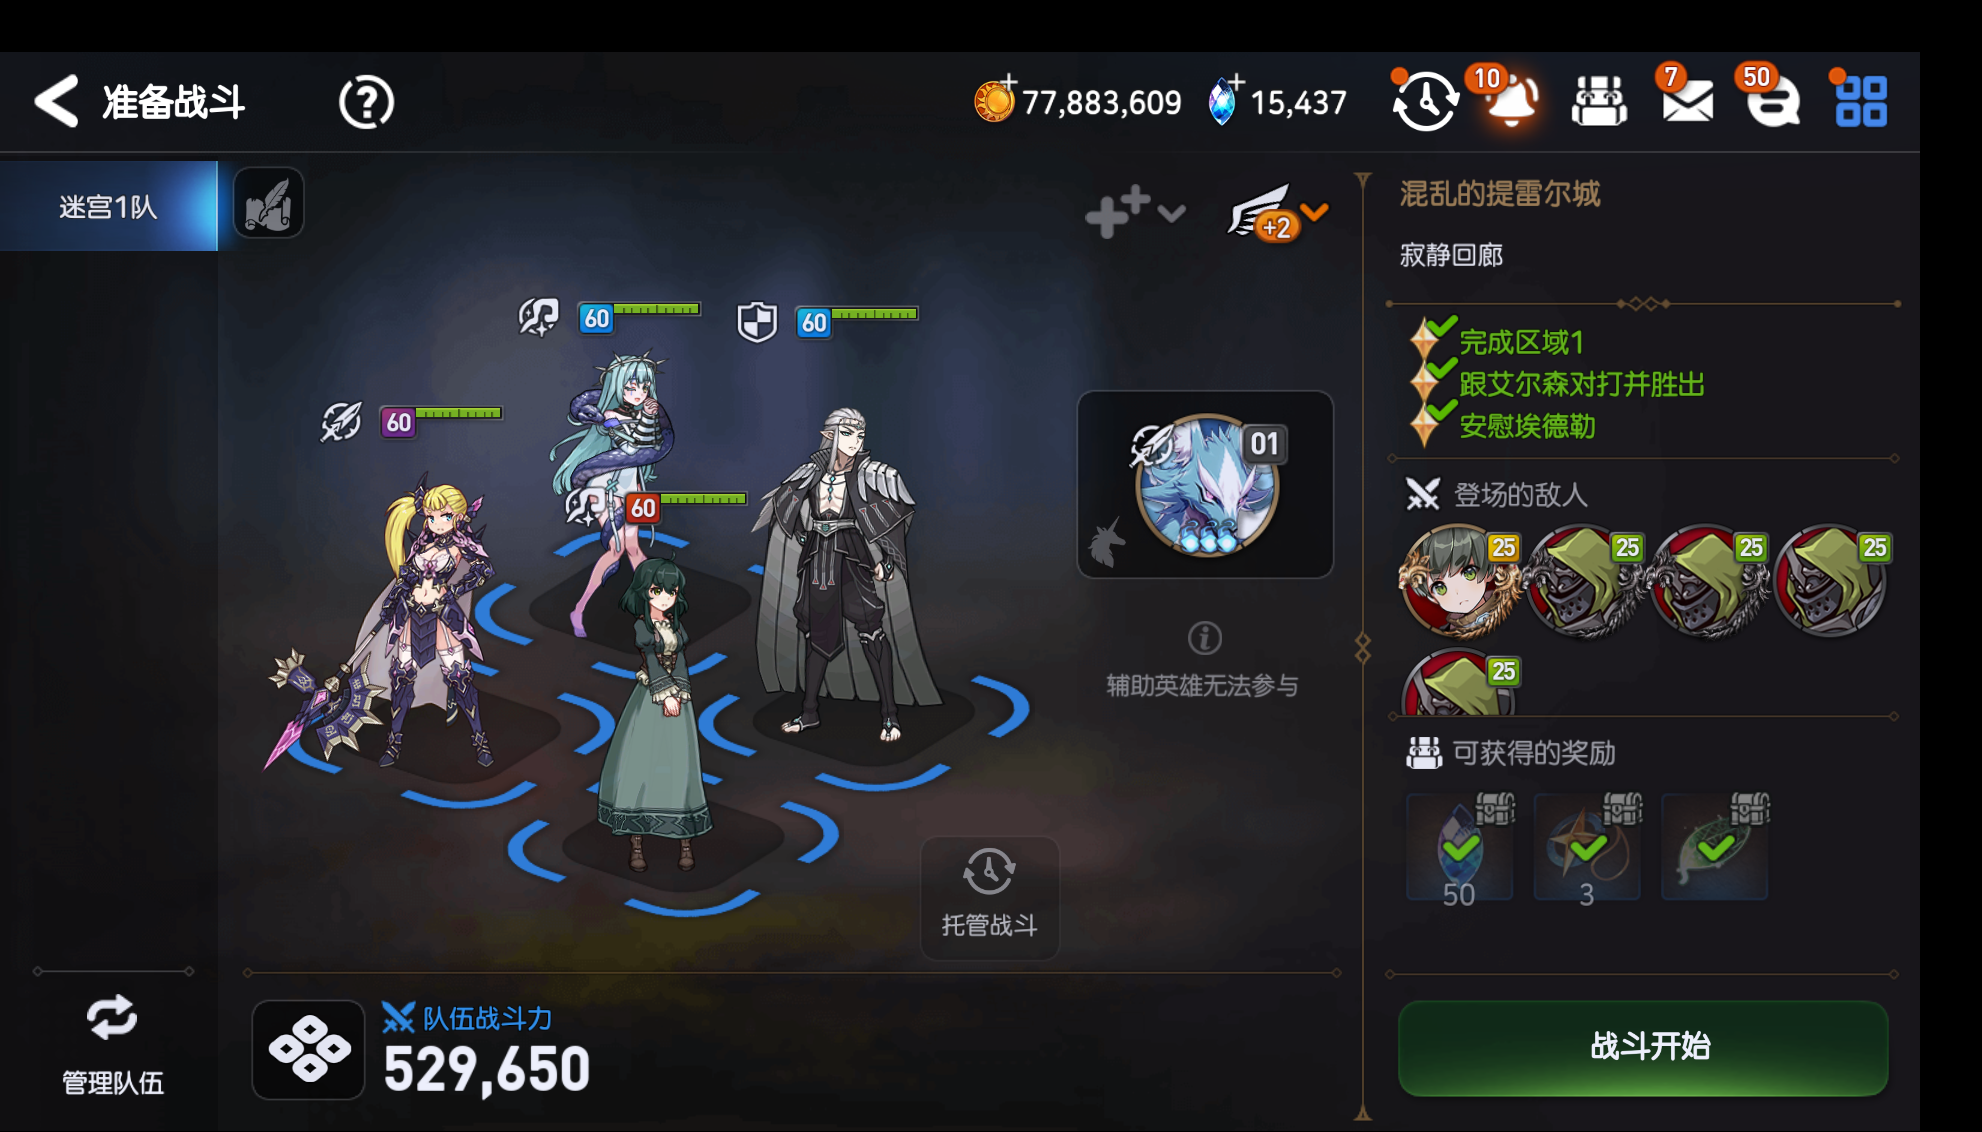 准备战斗
?
77,883,609
15,437
10
7
50
迷宫1队
+2
60
60
60
60
01
辅助英雄无法参与
托管战斗
管理队伍
队伍战斗力
529,650
混乱的提雷尔城
寂静回廊
完成区域1
跟艾尔森对打并胜出
安慰埃德勒
登场的敌人
25
25
25
25
25
可获得的奖励
50
3
战斗开始